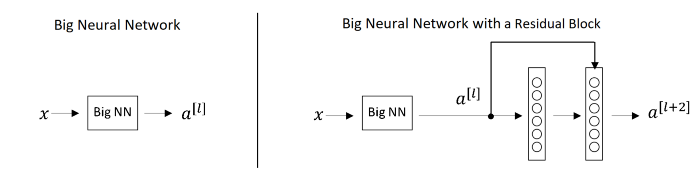 Big Neural Network
x
Big NN
a[l]
Big Neural Network with a Residual Block
x
Big NN
a[l]
a[l+2]